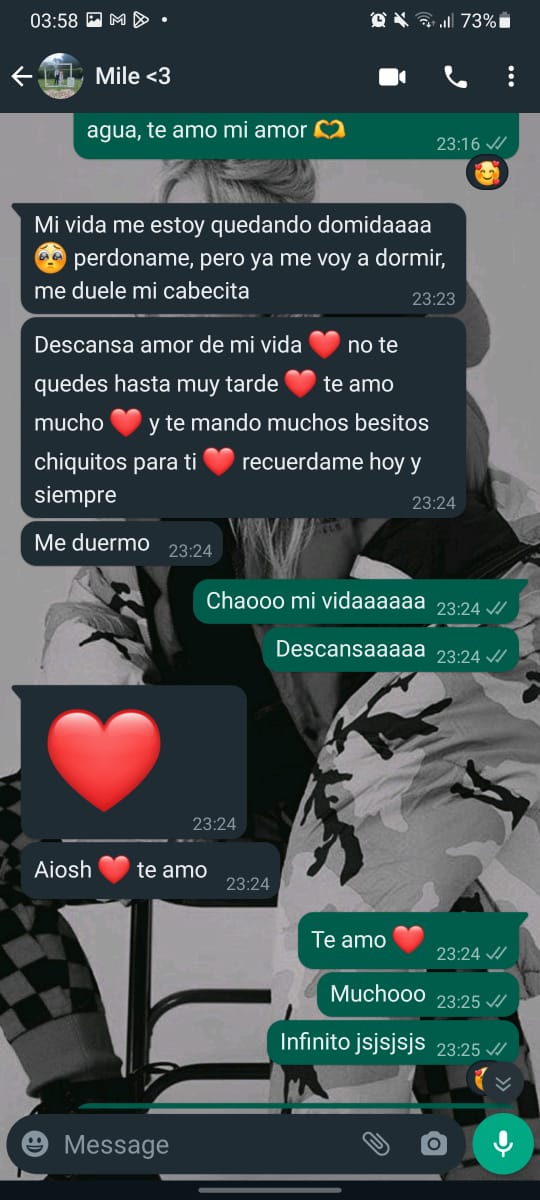 03:58
73%
Mile <3
agua, te amo mi amor 🫶
23:16
🥰
Mi vida me estoy quedando domidaaaa
🥹 perdoname, pero ya me voy a dormir,
me duele mi cabecita
23:23
Descansa amor de mi vida ❤️ no te
quedes hasta muy tarde ❤️ te amo
mucho ❤️ y te mando muchos besitos
chiquitos para ti ❤️ recuerdame hoy y
siempre
23:24
Me duermo 23:24
Chaooo mi vidaaaaaa 23:24
Descansaaaaa 23:24
❤️
23:24
Aiosh ❤️ te amo 23:24
Te amo ❤️ 23:24
Muchooo 23:25
Infinito jsjsjsjs 23:25
Message